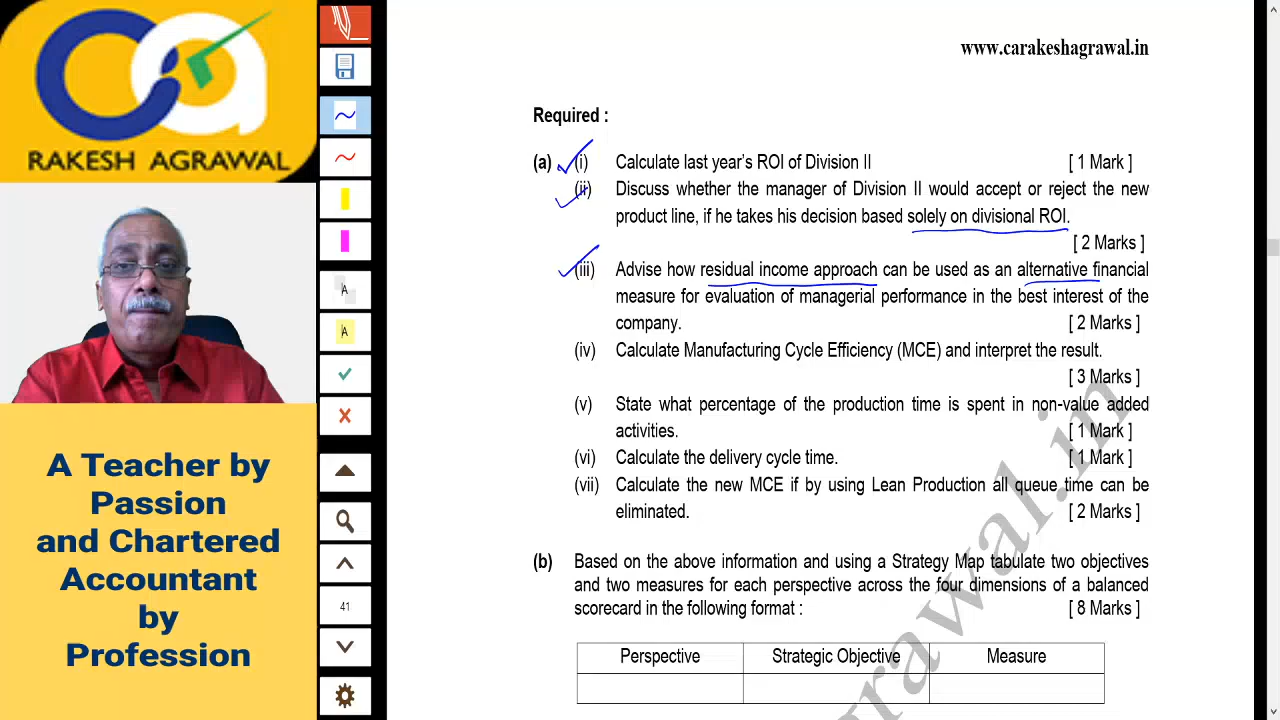 RAKESH AGRAWAL
A Teacher by
Passion
and Chartered
Accountant
by
Profession
A
A
41
www.carakeshagrawal.in
Required :
(a) (i) Calculate last year's ROI of Division II [ 1 Mark ]
(ii) Discuss whether the manager of Division II would accept or reject the new
product line, if he takes his decision based solely on divisional ROI.
[ 2 Marks ]
(iii) Advise how residual income approach can be used as an alternative financial
measure for evaluation of managerial performance in the best interest of the
company. [ 2 Marks ]
(iv) Calculate Manufacturing Cycle Efficiency (MCE) and interpret the result.
[ 3 Marks ]
(v) State what percentage of the production time is spent in non-value added
activities. [ 1 Mark ]
(vi) Calculate the delivery cycle time. [ 1 Mark ]
(vii) Calculate the new MCE if by using Lean Production all queue time can be
eliminated. [ 2 Marks ]
(b) Based on the above information and using a Strategy Map tabulate two objectives
and two measures for each perspective across the four dimensions of a balanced
scorecard in the following format : [ 8 Marks ]
Perspective Strategic Objective Measure